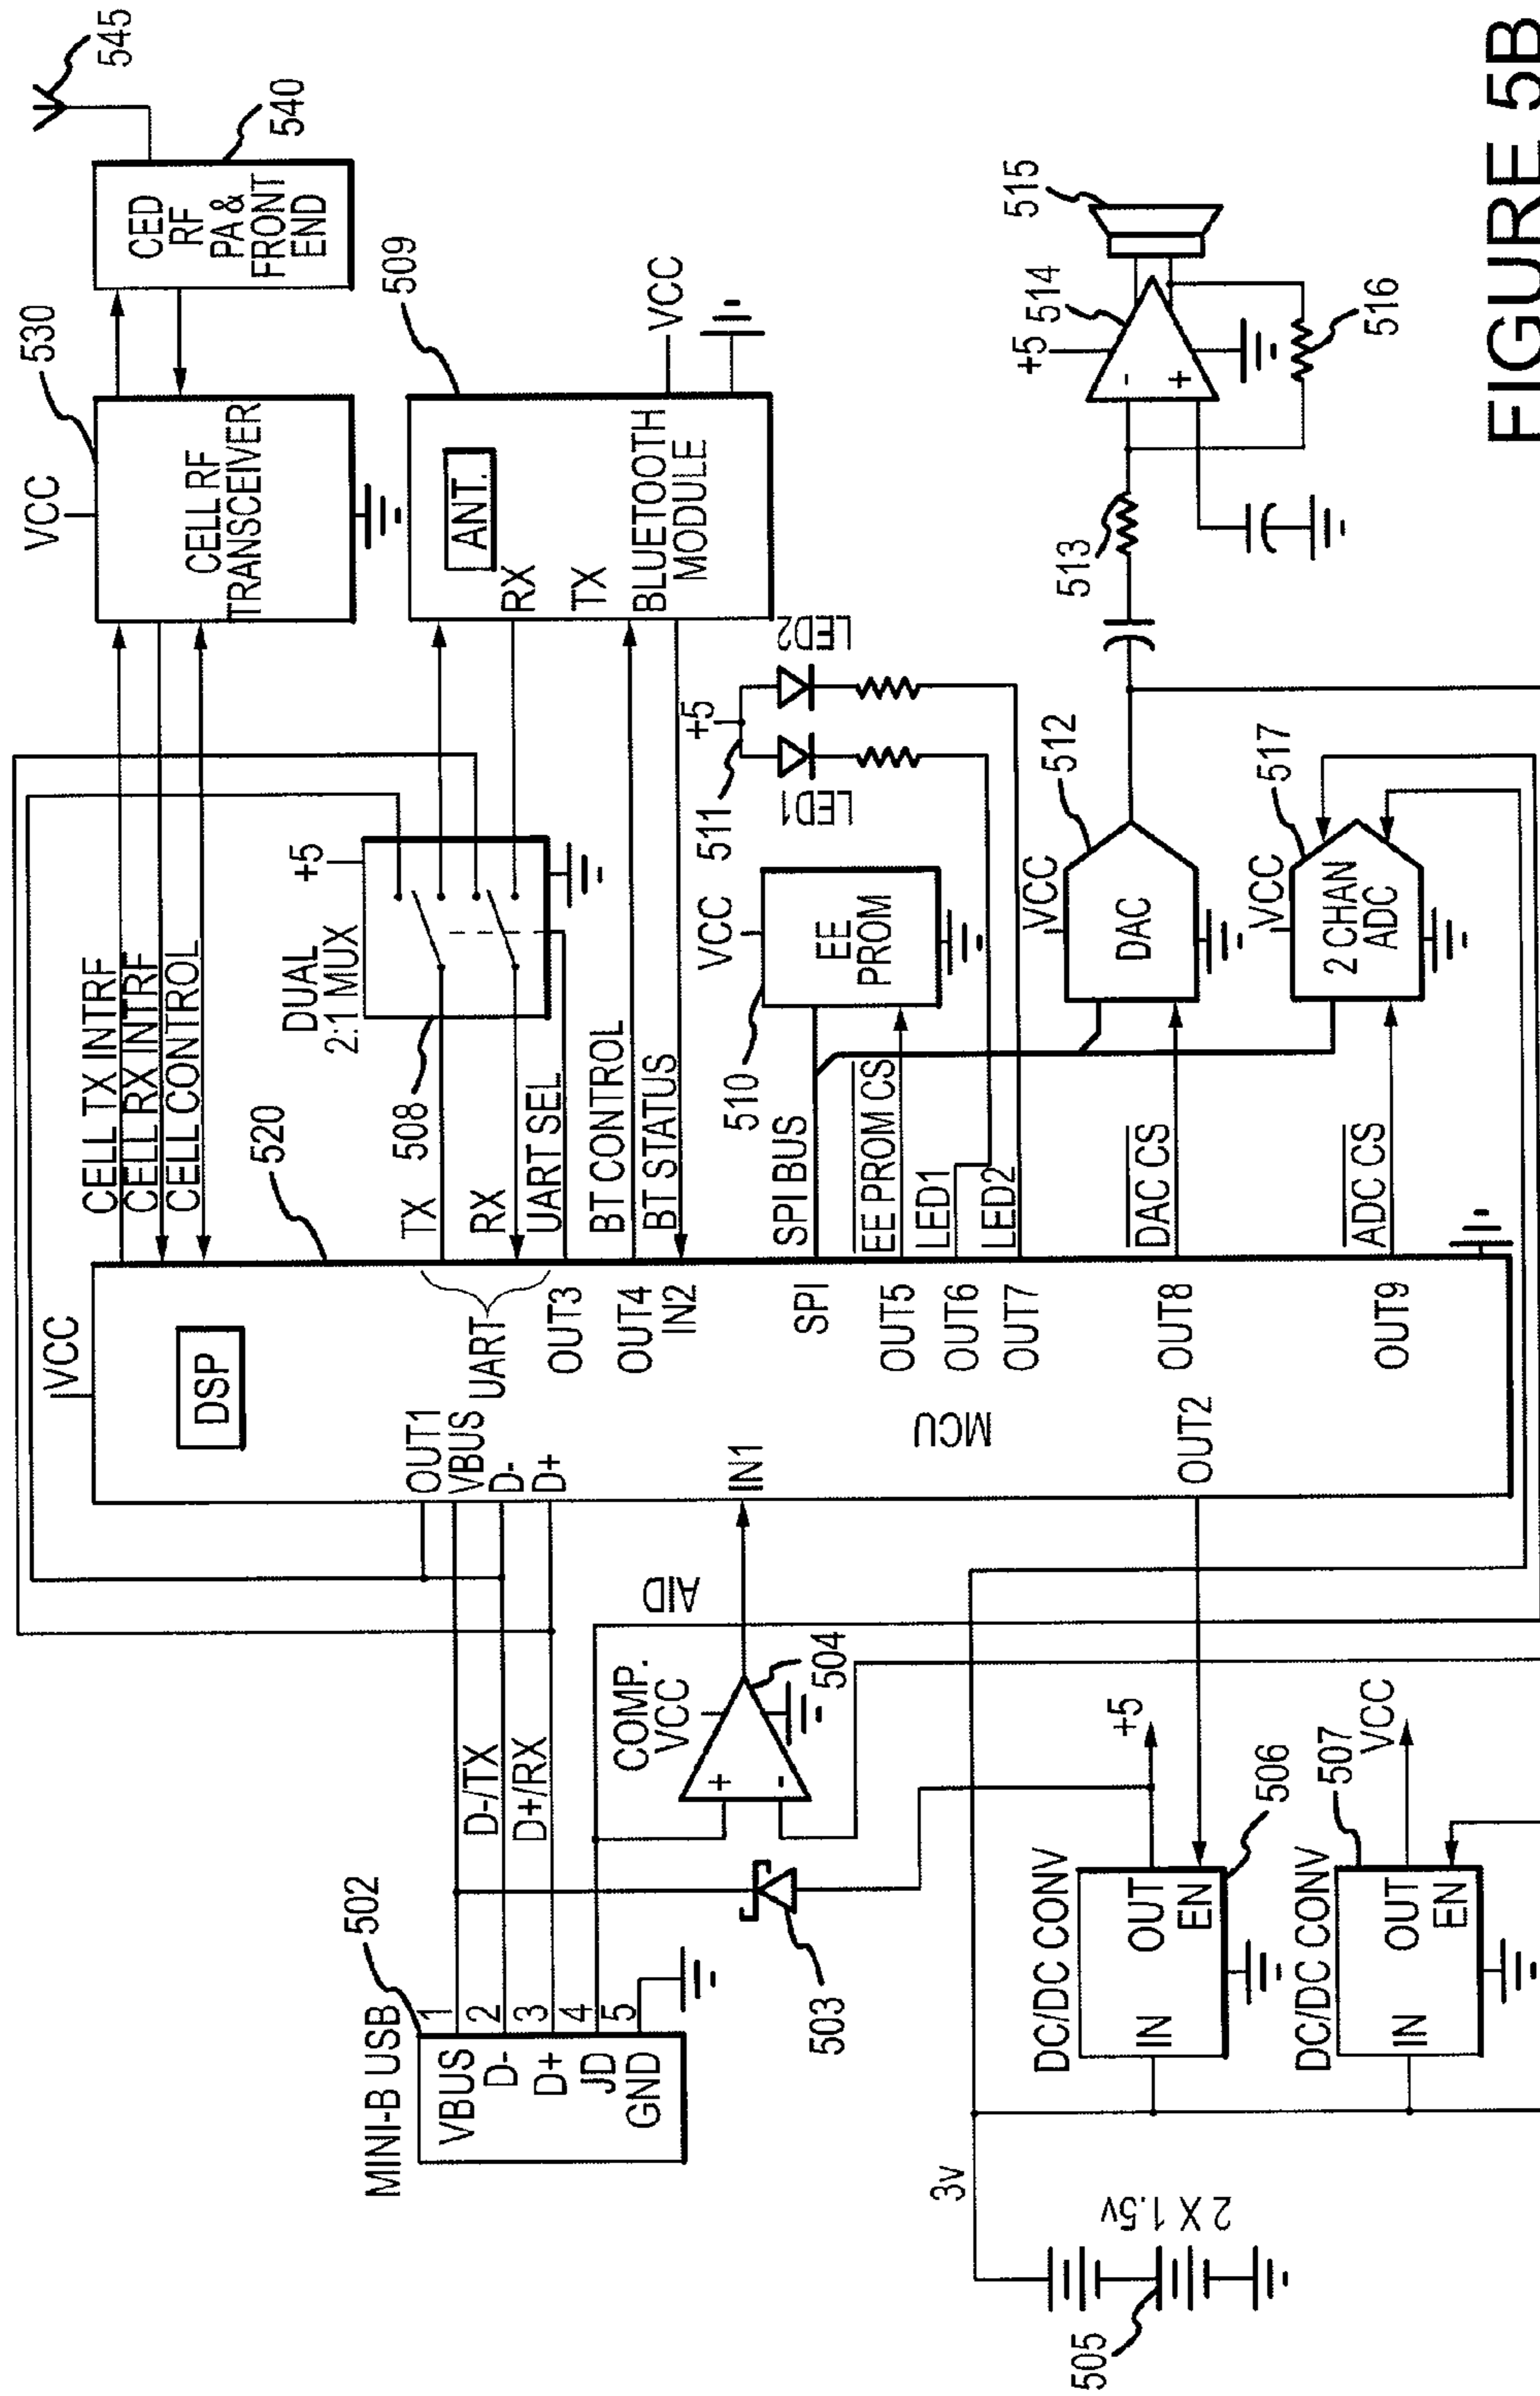 545
540
CED
RF
PA &
FRONT
END
530
VCC
CELL RF
TRANSCEIVER
509
ANT.
RX
TX
BLUETOOTH
MODULE
VCC
CELL TX INTRF
CELL RX INTRF
CELL CONTROL
520
DUAL
2:1 MUX
+5
508
TX
RX
UART SEL
BT CONTROL
BT STATUS
+5
511
LED1
LED2
VCC
EE
PROM
510
SPI BUS
EE PROM CS
LED1
LED2
512
VCC
DAC
DAC CS
517
VCC
2 CHAN
ADC
ADC CS
513
+5
514
-
+
515
516
VCC
DSP
OUT1
VBUS
D-
D+
UART
OUT3
OUT4
IN2
IN1
SPI
OUT5
OUT6
OUT7
MCU
OUT8
OUT2
OUT9
502
MINI-B USB
VBUS 1
D- 2
D+ 3
JD 4
GND 5
D-/TX
D+/RX
AID
COMP.
VCC
504
+
-
503
3v
2 X 1.5v
505
DC/DC CONV
IN
OUT
EN
+5
506
DC/DC CONV
IN
OUT
EN
507
VCC
FIGURE 5B